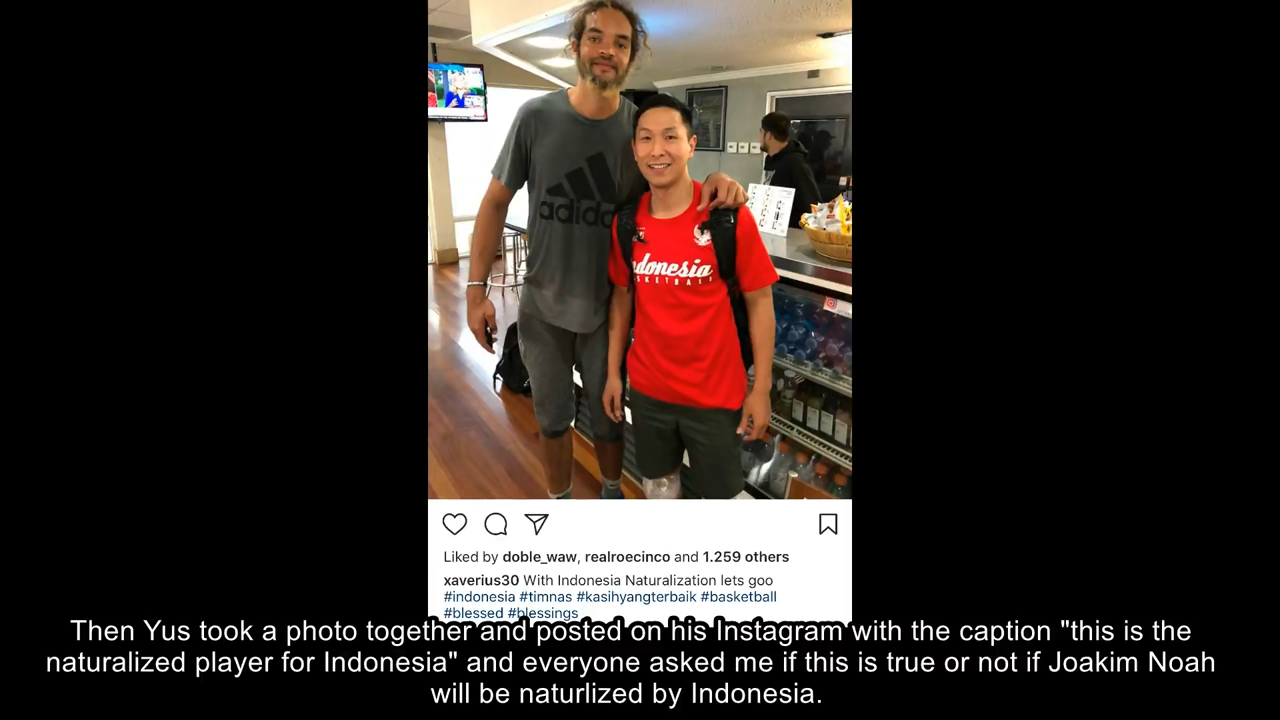 adidas
Indonesia
BASKETBALL
Liked by doble_waw, realroecinco and 1.259 others
xaverius30 With Indonesia Naturalization lets goo
#indonesia #timnas #kasihyangterbaik #basketball
#blessed #blessings
Then Yus took a photo together and posted on his Instagram with the caption "this is the
naturalized player for Indonesia" and everyone asked me if this is true or not if Joakim Noah
will be naturlized by Indonesia.